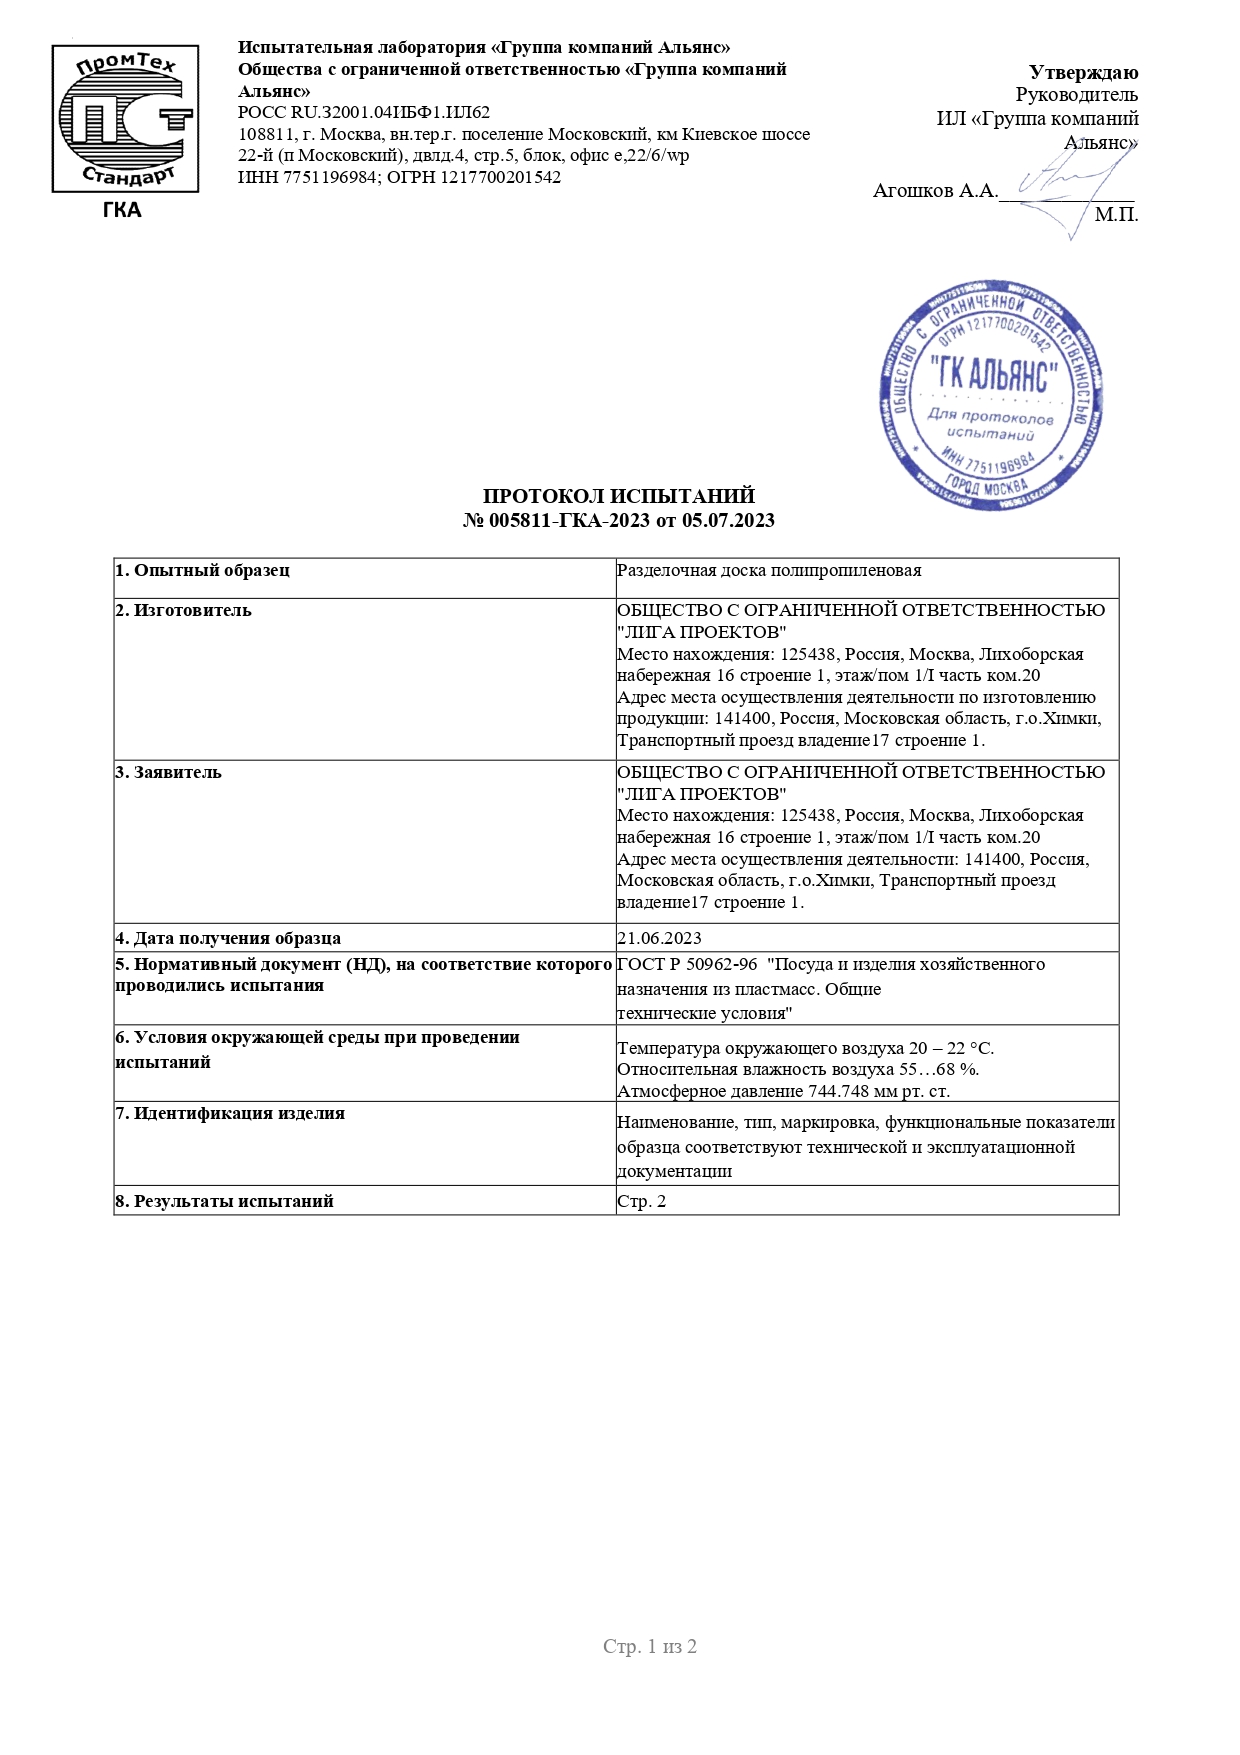 ПромТех
ПСт
Стандарт
ГКА
Испытательная лаборатория «Группа компаний Альянс»
Общества с ограниченной ответственностью «Группа компаний
Альянс»
РОСС RU.З2001.04ИБФ1.ИЛ62
108811, г. Москва, вн.тер.г. поселение Московский, км Киевское шоссе
22-й (п Московский), двлд.4, стр.5, блок, офис е,22/6/wp
ИНН 7751196984; ОГРН 1217700201542
Утверждаю
Руководитель
ИЛ «Группа компаний
Альянс»
Агошков А.А.
М.П.
ОБЩЕСТВО С ОГРАНИЧЕННОЙ ОТВЕТСТВЕННОСТЬЮ
ОГРН 1217700201542
"ГК АЛЬЯНС"
Для протоколов
испытаний
ИНН 7751196984
* ГОРОД МОСКВА *
ПРОТОКОЛ ИСПЫТАНИЙ
№ 005811-ГКА-2023 от 05.07.2023
1. Опытный образец
Разделочная доска полипропиленовая
2. Изготовитель
ОБЩЕСТВО С ОГРАНИЧЕННОЙ ОТВЕТСТВЕННОСТЬЮ
"ЛИГА ПРОЕКТОВ"
Место нахождения: 125438, Россия, Москва, Лихоборская
набережная 16 строение 1, этаж/пом 1/I часть ком.20
Адрес места осуществления деятельности по изготовлению
продукции: 141400, Россия, Московская область, г.о.Химки,
Транспортный проезд владение17 строение 1.
3. Заявитель
ОБЩЕСТВО С ОГРАНИЧЕННОЙ ОТВЕТСТВЕННОСТЬЮ
"ЛИГА ПРОЕКТОВ"
Место нахождения: 125438, Россия, Москва, Лихоборская
набережная 16 строение 1, этаж/пом 1/I часть ком.20
Адрес места осуществления деятельности: 141400, Россия,
Московская область, г.о.Химки, Транспортный проезд
владение17 строение 1.
4. Дата получения образца
21.06.2023
5. Нормативный документ (НД), на соответствие которого
проводились испытания
ГОСТ Р 50962-96 "Посуда и изделия хозяйственного
назначения из пластмасс. Общие
технические условия"
6. Условия окружающей среды при проведении
испытаний
Температура окружающего воздуха 20 – 22 °С.
Относительная влажность воздуха 55…68 %.
Атмосферное давление 744.748 мм рт. ст.
7. Идентификация изделия
Наименование, тип, маркировка, функциональные показатели
образца соответствуют технической и эксплуатационной
документации
8. Результаты испытаний
Стр. 2
Стр. 1 из 2